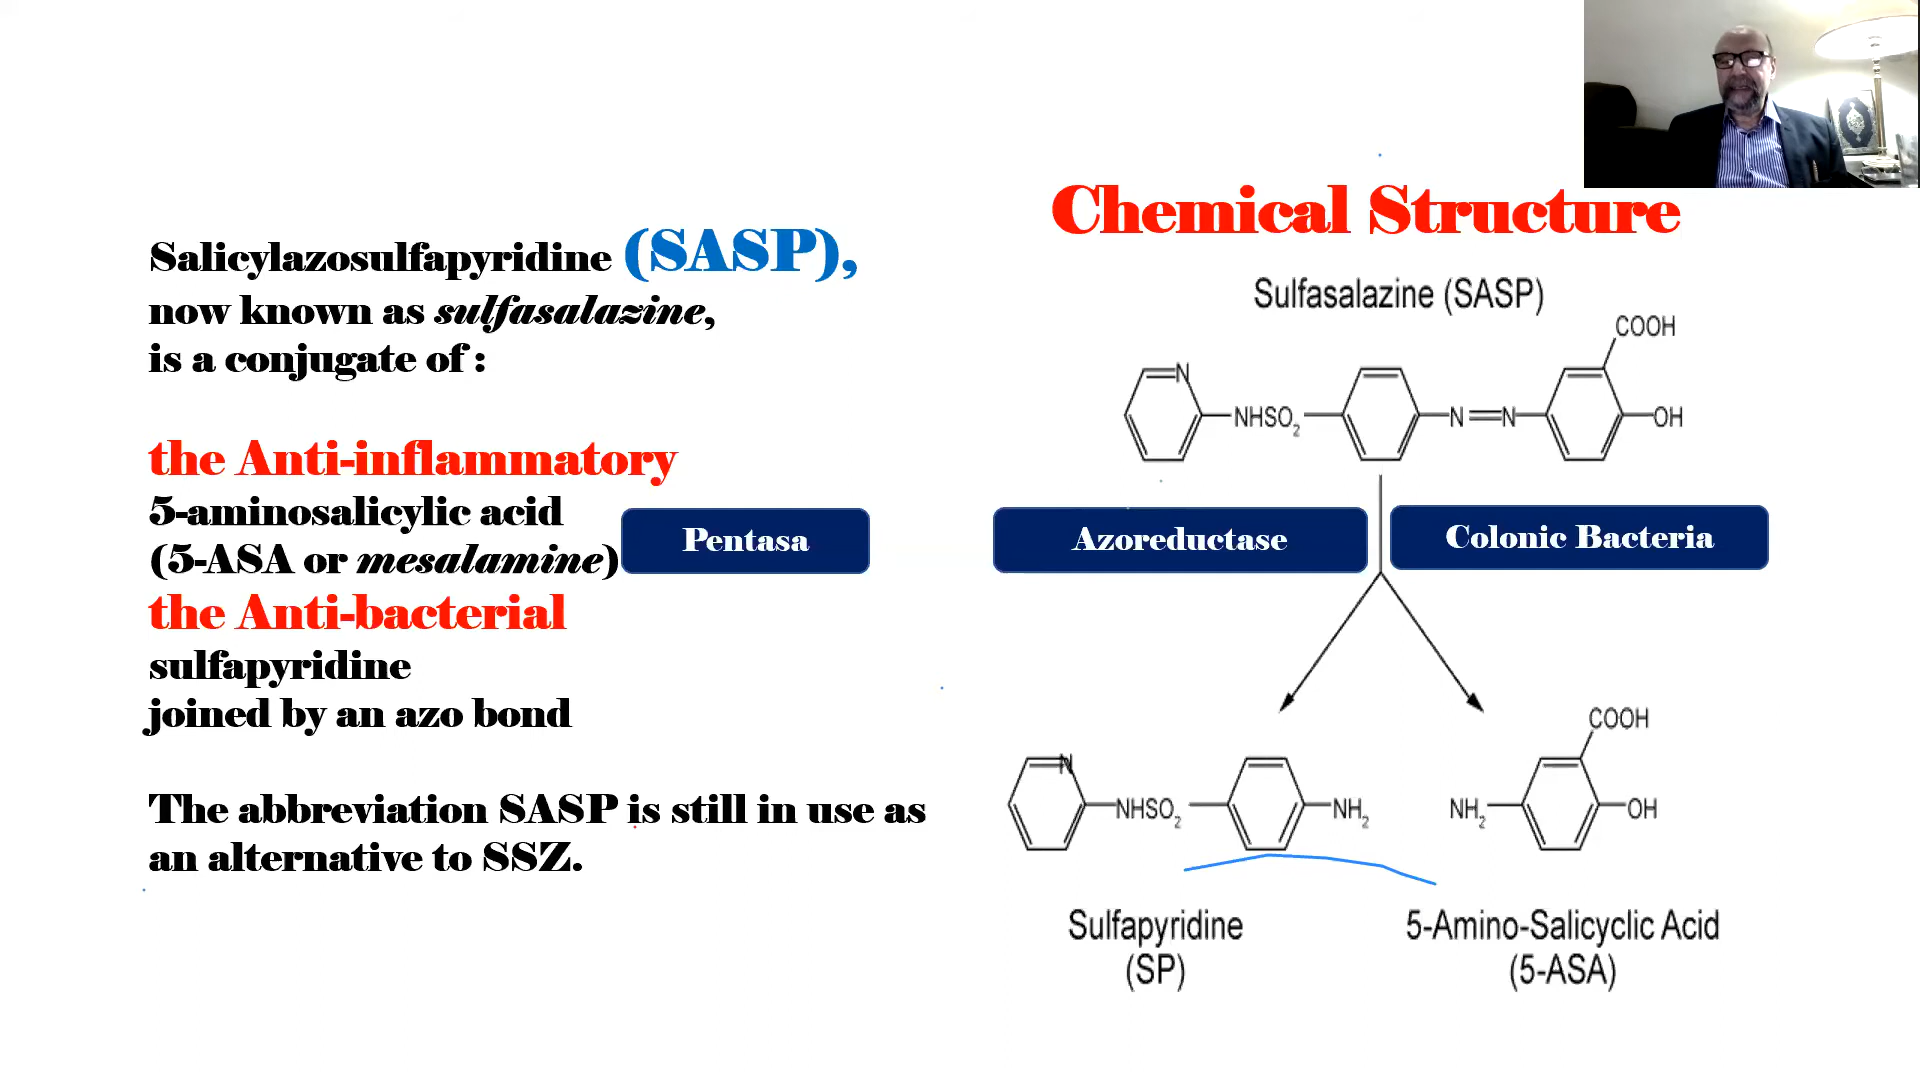 Salicylazosulfapyridine (SASP),
now known as sulfasalazine,
is a conjugate of :
the Anti-inflammatory
5-aminosalicylic acid
(5-ASA or mesalamine)
Pentasa
the Anti-bacterial
sulfapyridine
joined by an azo bond
The abbreviation SASP is still in use as
an alternative to SSZ.
Chemical Structure
Sulfasalazine (SASP)
COOH
N
NHSO2
N
N
OH
Azoreductase
Colonic Bacteria
COOH
N
NHSO2
NH2
NH2
OH
Sulfapyridine
(SP)
5-Amino-Salicyclic Acid
(5-ASA)